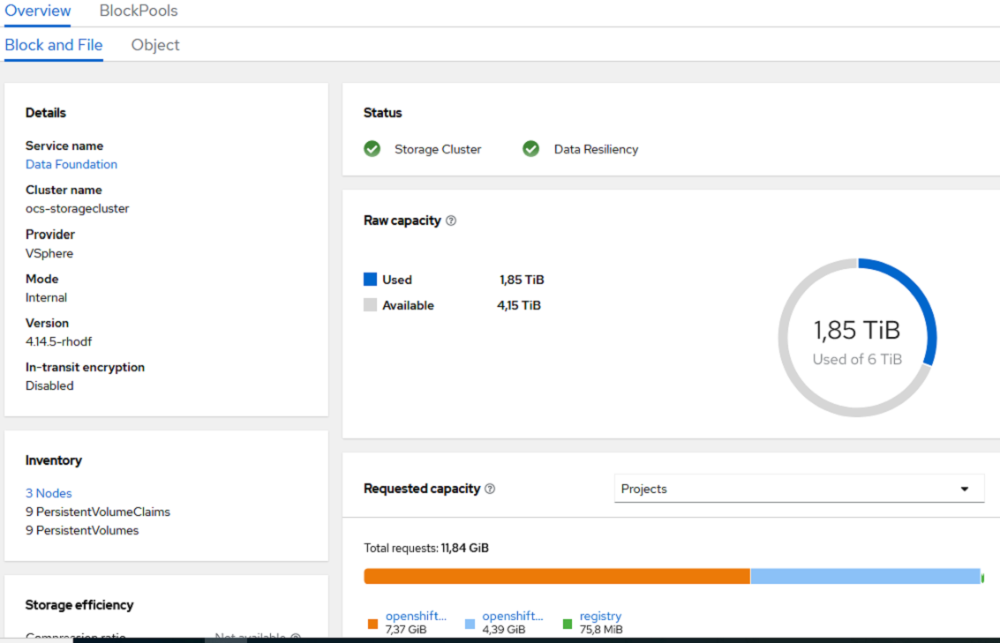 Overview BlockPools
Block and File Object
Details
Service name
Data Foundation
Cluster name
ocs-storagecluster
Provider
VSphere
Mode
Internal
Version
4.14.5-rhodf
In-transit encryption
Disabled
Inventory
3 Nodes
9 PersistentVolumeClaims
9 PersistentVolumes
Storage efficiency
Compression ratio Not available
Status
Storage Cluster Data Resiliency
Raw capacity
Used 1,85 TiB
Available 4,15 TiB
1,85 TiB
Used of 6 TiB
Requested capacity Projects
Total requests: 11,84 GiB
openshift... openshift... registry
7,37 GiB 4,39 GiB 75,8 MiB